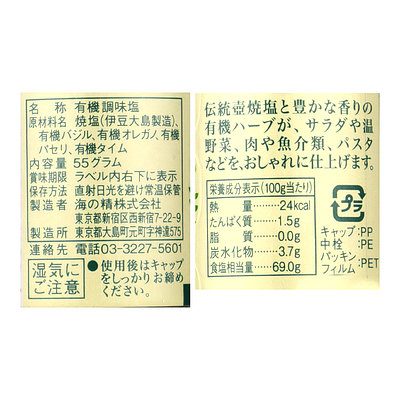 名称 有機調味塩
原材料名 焼塩(伊豆大島製造)、
有機バジル、有機オレガノ、有機
パセリ、有機タイム
内容量 55グラム
賞味期限 ラベル内右下に表示
保存方法 直射日光を避け常温保管
製造者 海の精株式会社
東京都新宿区西新宿7-22-9
製造所 東京都大島町元町字神達575
連絡先 電話03-3227-5601
湿気に
ご注意
●使用後はキャップ
をしっかりお締め
ください。
伝統壺焼塩と豊かな香りの
有機ハーブが、サラダや温
野菜、肉や魚介類、パスタ
などを、おしゃれに仕上げます。
栄養成分表示(100g当たり)
熱量 24kcal
たんぱく質 1.5g
脂質 0.0g
炭水化物 3.7g
食塩相当量 69.0g
プラ
キャップ:PP
中栓:PE
パッキン
フィルム:PET